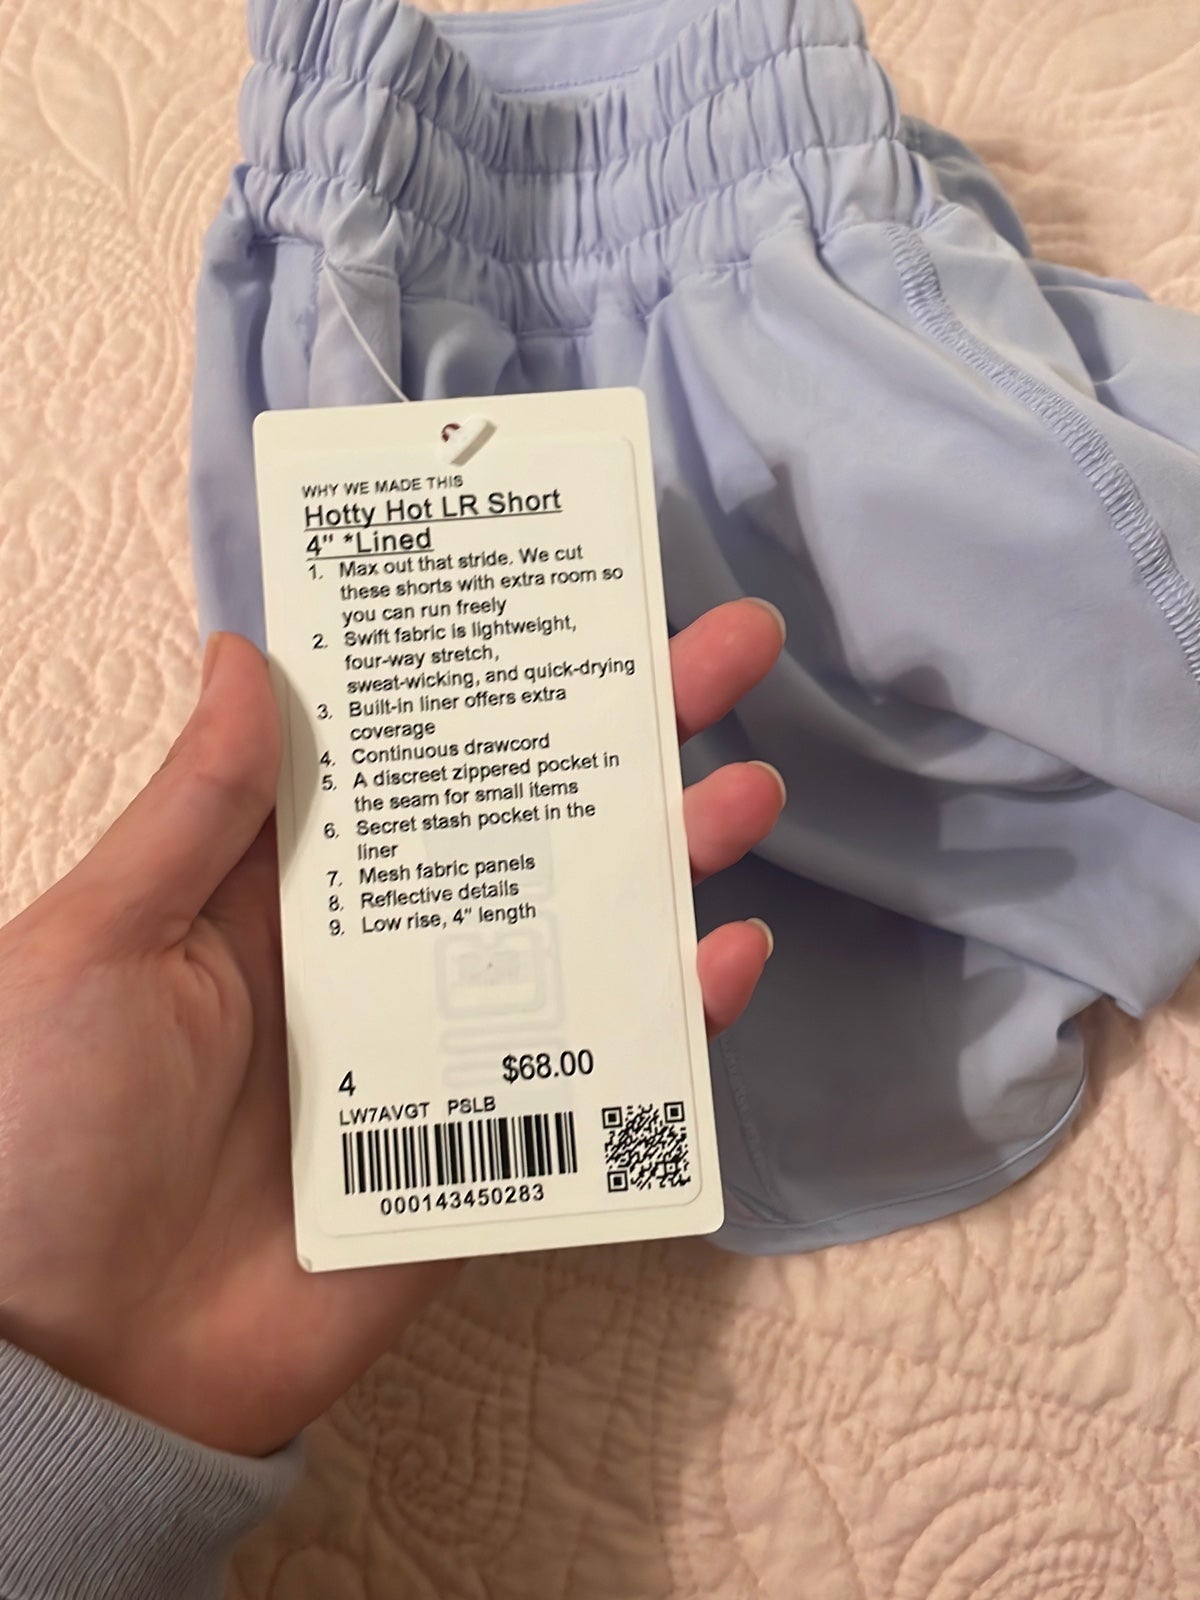 WHY WE MADE THIS
Hotty Hot LR Short
4" *Lined
1. Max out that stride. We cut
these shorts with extra room so
you can run freely
2. Swift fabric is lightweight,
four-way stretch,
sweat-wicking, and quick-drying
3. Built-in liner offers extra
coverage
4. Continuous drawcord
5. A discreet zippered pocket in
the seam for small items
6. Secret stash pocket in the
liner
7. Mesh fabric panels
8. Reflective details
9. Low rise, 4" length
4 $68.00
LW7AVGT PSLB
000143450283